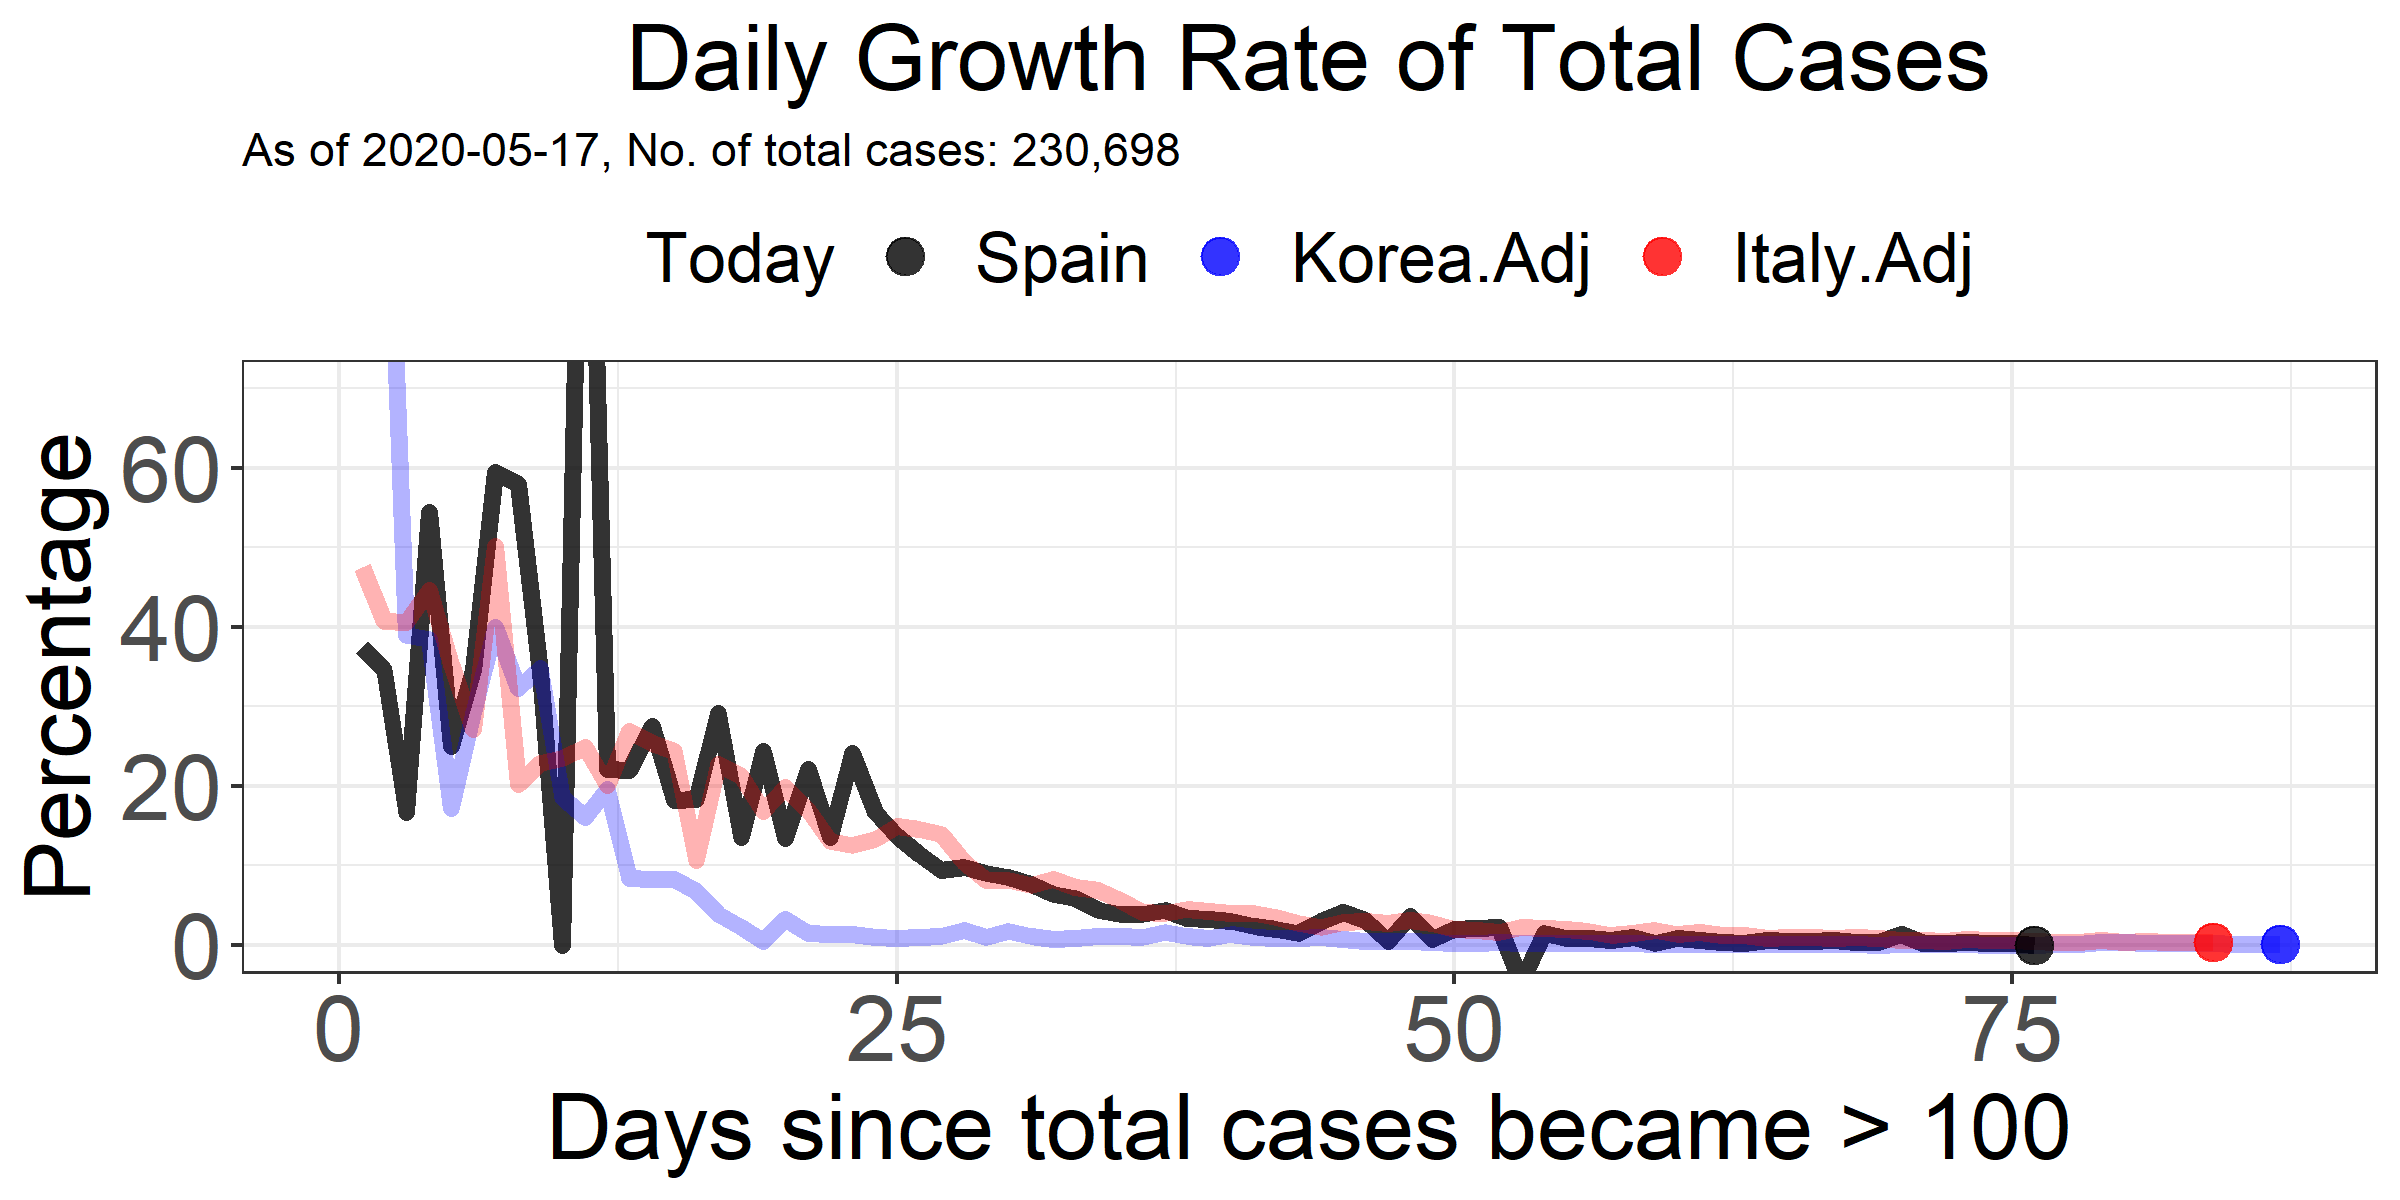 Daily Growth Rate of Total Cases
As of 2020-05-17, No. of total cases: 230,698
Today Spain Korea.Adj Italy.Adj
Percentage
60
40
20
0
0 25 50 75
Days since total cases became > 100